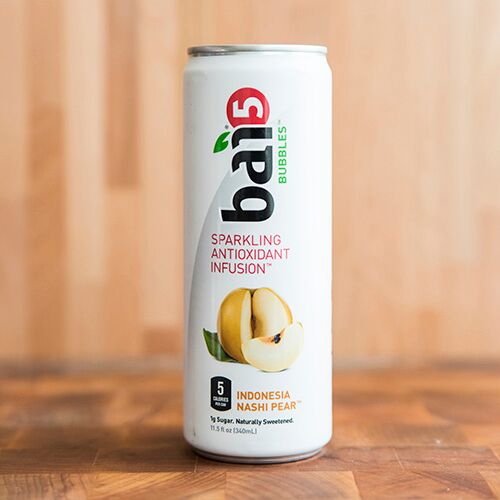 bai5
BUBBLES™
SPARKLING
ANTIOXIDANT
INFUSION™
5
CALORIES
PER CAN
INDONESIA
NASHI PEAR™
1g Sugar. Naturally Sweetened.
11.5 fl oz (340mL)